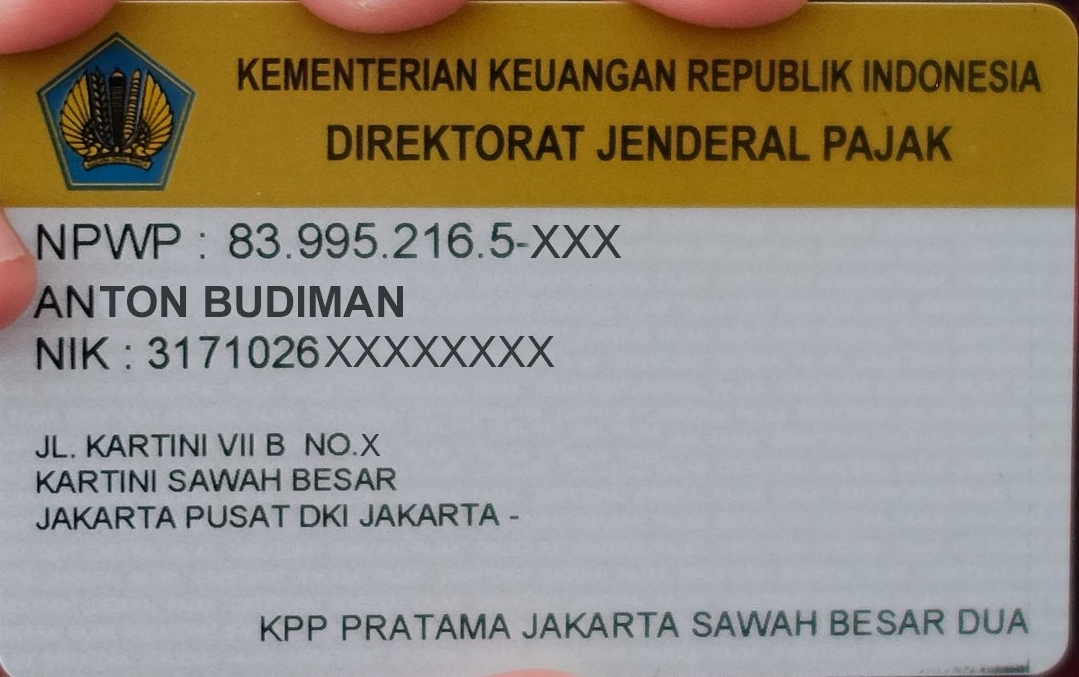 KEMENTERIAN KEUANGAN REPUBLIK INDONESIA
DIREKTORAT JENDERAL PAJAK
NPWP : 83.995.216.5-XXX
ANTON BUDIMAN
NIK : 3171026XXXXXXXX
JL. KARTINI VII B NO.X
KARTINI SAWAH BESAR
JAKARTA PUSAT DKI JAKARTA -
KPP PRATAMA JAKARTA SAWAH BESAR DUA